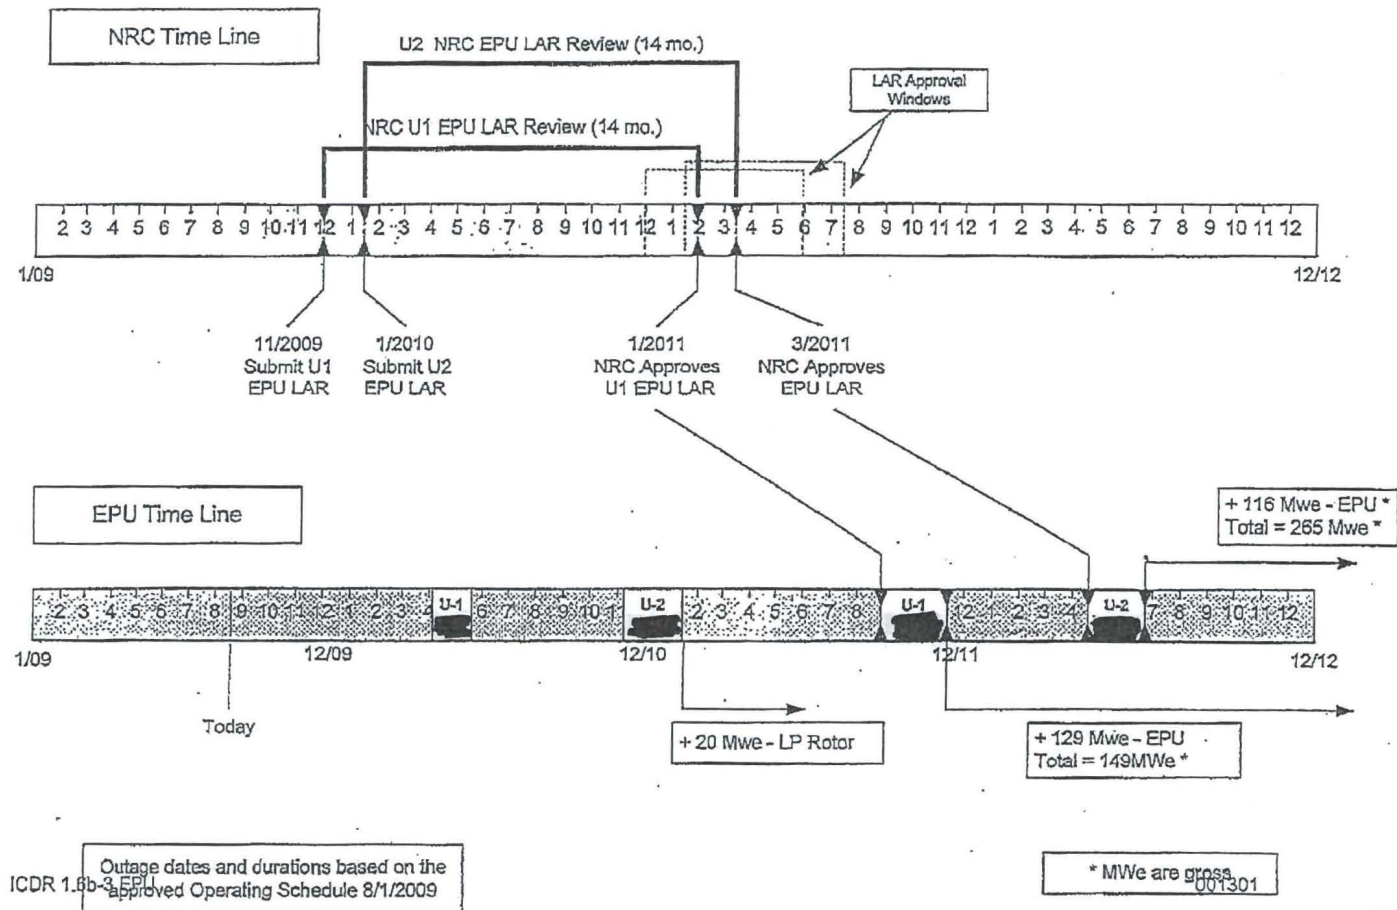 NRC Time Line
U2 NRC EPU LAR Review (14 mo.)
LAR Approval
Windows
NRC U1 EPU LAR Review (14 mo.)
2 3 4 5 6 7 8 9 10 11 12 1 2 3 4 5 6 7 8 9 10 11 12 1 2 3 4 5 6 7 8 9 10 11 12 1 2 3 4 5 6 7 8 9 10 11 12
1/09
12/12
11/2009
Submit U1
EPU LAR
1/2010
Submit U2
EPU LAR
1/2011
NRC Approves
U1 EPU LAR
3/2011
NRC Approves
EPU LAR
EPU Time Line
+ 116 Mwe - EPU *
Total = 265 Mwe *
2 3 4 5 6 7 8 9 10 11 12 1 2 3 4 U-1 6 7 8 9 10 1 U-2 2 3 4 5 6 7 8 U-1 12 1 2 3 4 U-2 7 8 9 10 11 12
1/09
12/09
12/10
12/11
12/12
Today
+ 20 Mwe - LP Rotor
+ 129 Mwe - EPU
Total = 149MWe *
Outage dates and durations based on the
approved Operating Schedule 8/1/2009
ICDR 1.6b-3 EPU
* MWe are gross
001301